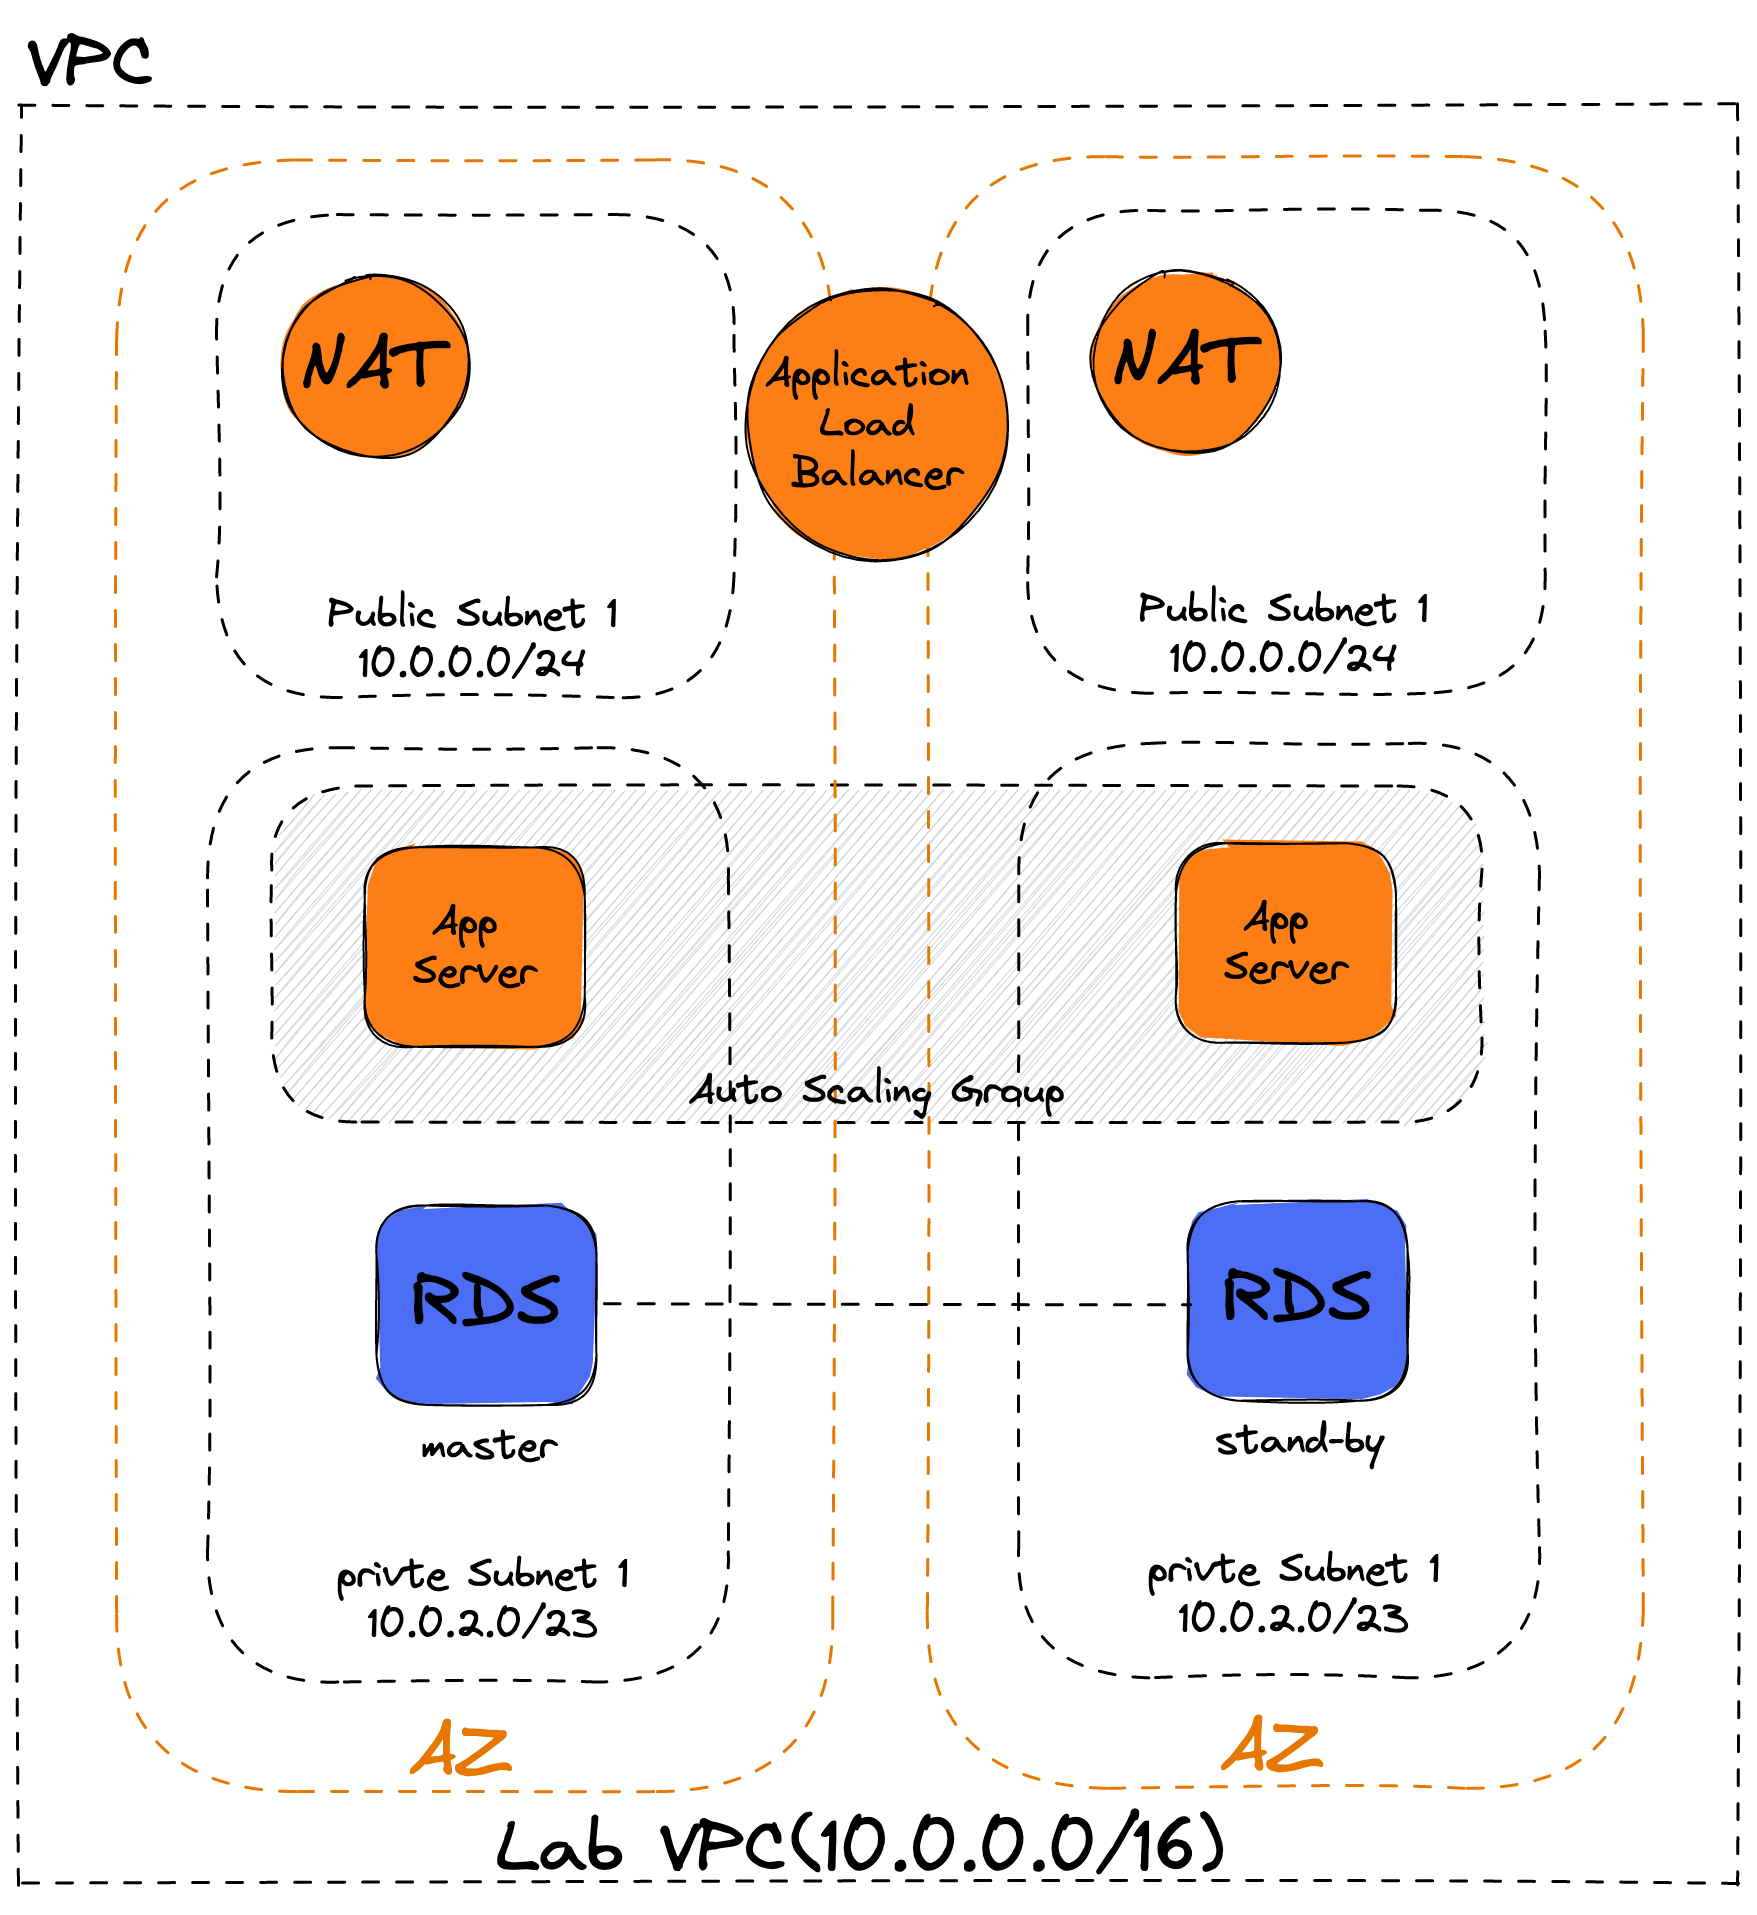 VPC
NAT
Application
Load
Balancer
NAT
Public Subnet 1
10.0.0.0/24
Public Subnet 1
10.0.0.0/24
App
Server
App
Server
Auto Scaling Group
RDS
RDS
master
stand-by
privte Subnet 1
10.0.2.0/23
privte Subnet 1
10.0.2.0/23
AZ
AZ
Lab VPC(10.0.0.0/16)